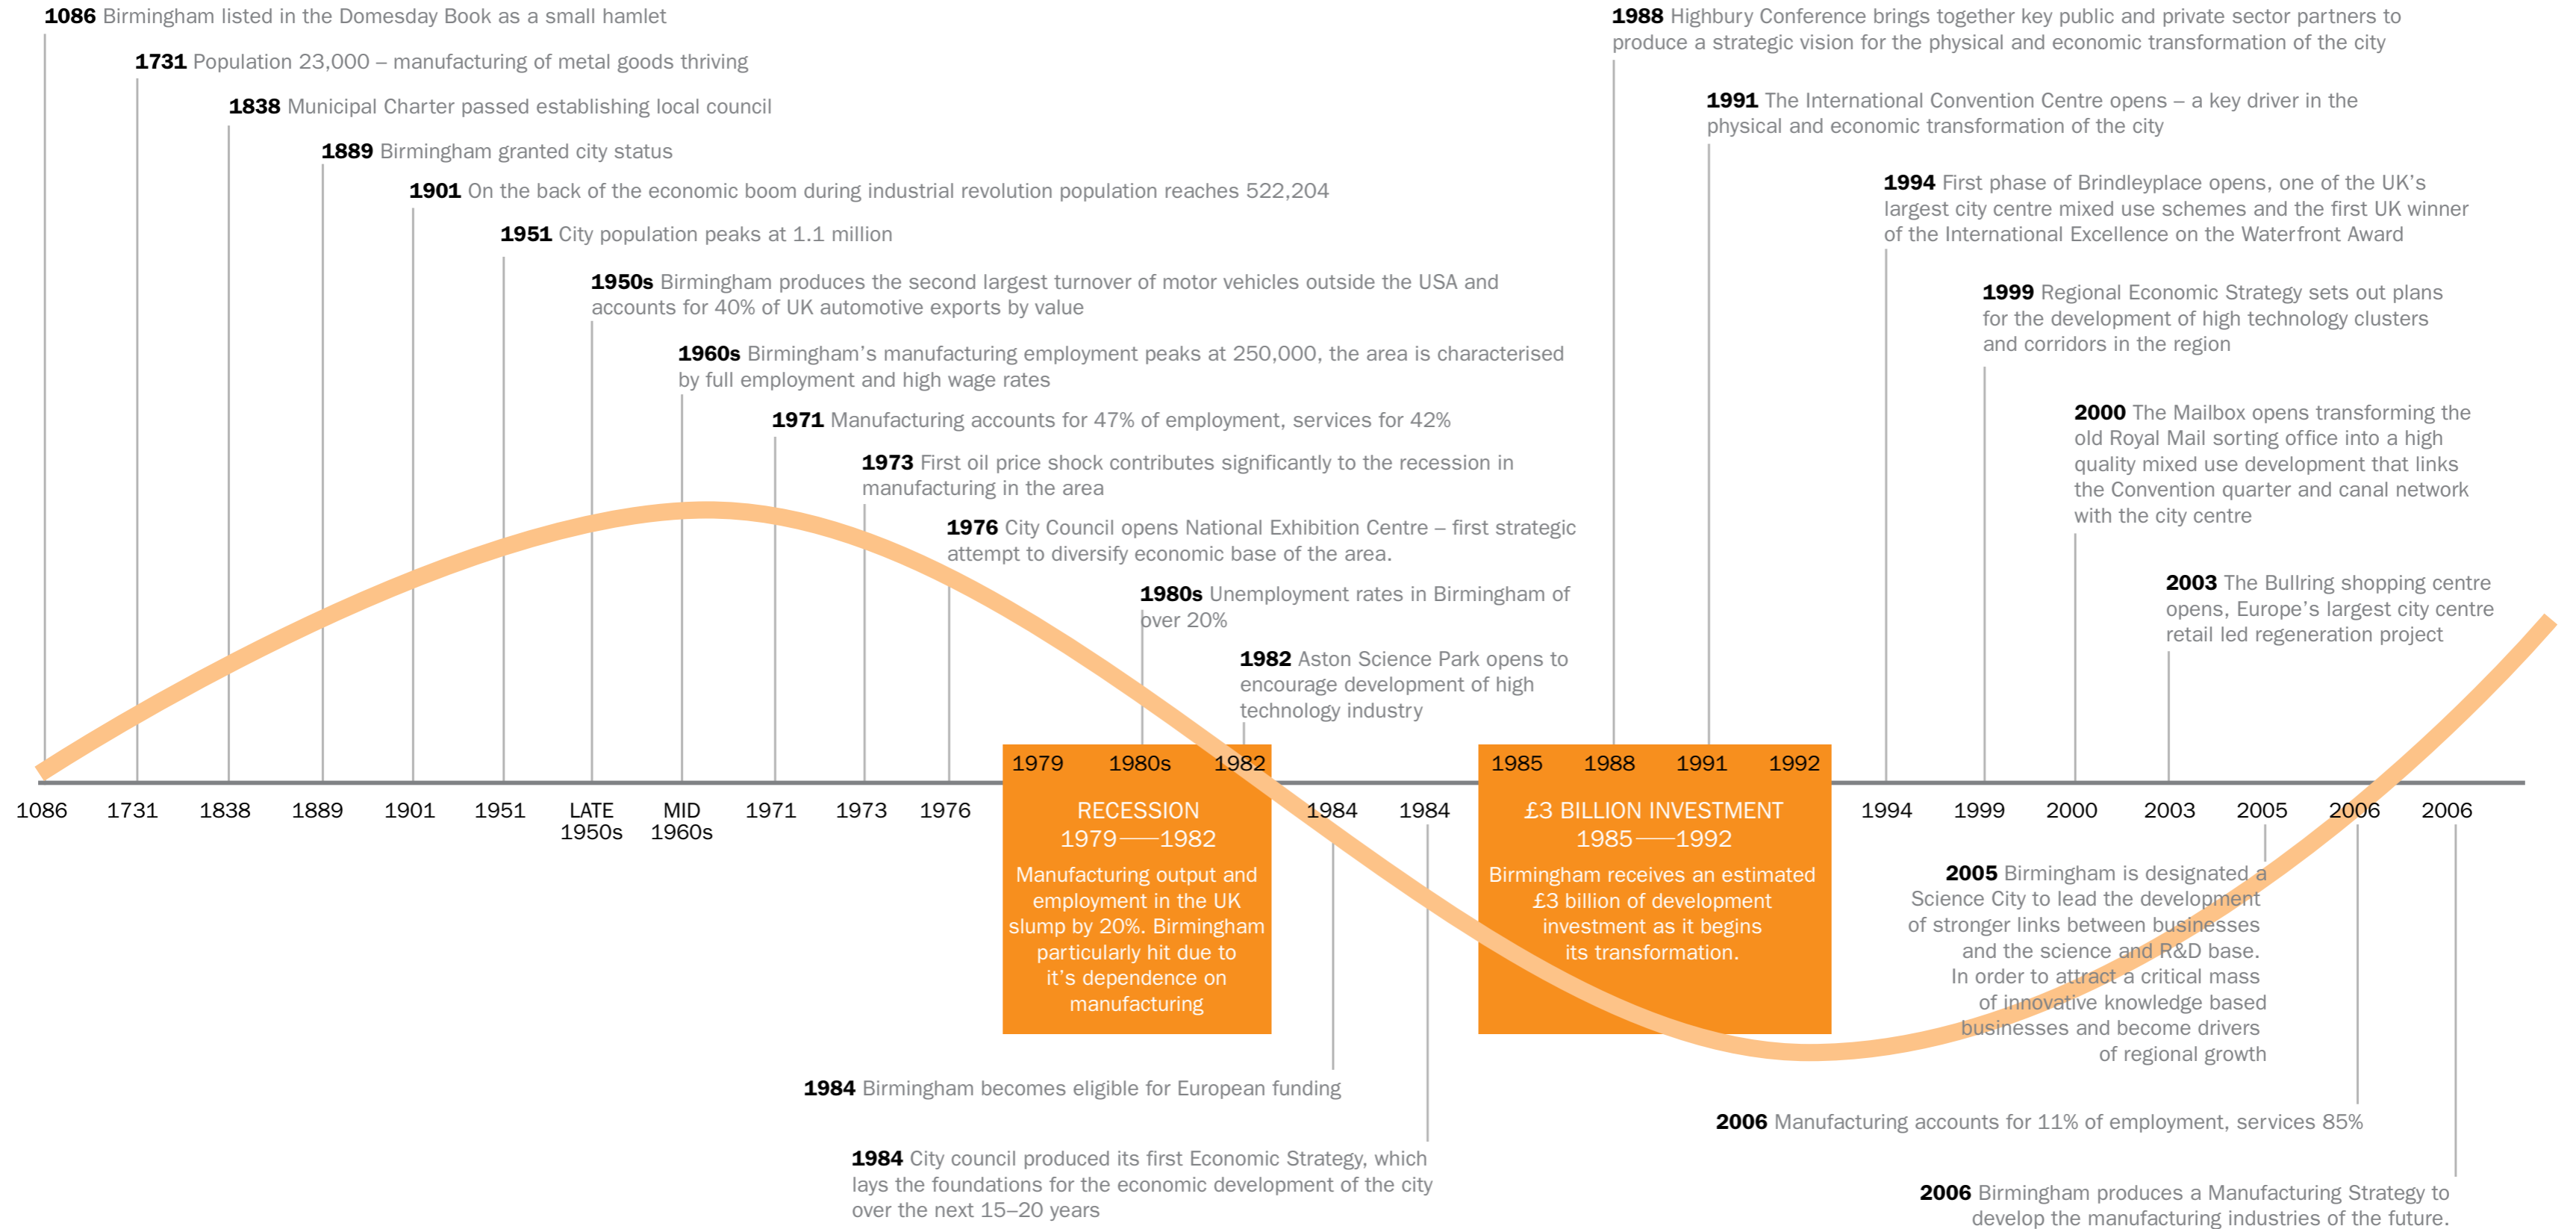 1086 Birmingham listed in the Domesday Book as a small hamlet
1731 Population 23,000 – manufacturing of metal goods thriving
1838 Municipal Charter passed establishing local council
1889 Birmingham granted city status
1901 On the back of the economic boom during industrial revolution population reaches 522,204
1951 City population peaks at 1.1 million
1950s Birmingham produces the second largest turnover of motor vehicles outside the USA and
accounts for 40% of UK automotive exports by value
1960s Birmingham’s manufacturing employment peaks at 250,000, the area is characterised
by full employment and high wage rates
1971 Manufacturing accounts for 47% of employment, services for 42%
1973 First oil price shock contributes significantly to the recession in
manufacturing in the area
1976 City Council opens National Exhibition Centre – first strategic
attempt to diversify economic base of the area.
1980s Unemployment rates in Birmingham of
over 20%
1982 Aston Science Park opens to
encourage development of high
technology industry
1988 Highbury Conference brings together key public and private sector partners to
produce a strategic vision for the physical and economic transformation of the city
1991 The International Convention Centre opens – a key driver in the
physical and economic transformation of the city
1994 First phase of Brindleyplace opens, one of the UK’s
largest city centre mixed use schemes and the first UK winner
of the International Excellence on the Waterfront Award
1999 Regional Economic Strategy sets out plans
for the development of high technology clusters
and corridors in the region
2000 The Mailbox opens transforming the
old Royal Mail sorting office into a high
quality mixed use development that links
the Convention quarter and canal network
with the city centre
2003 The Bullring shopping centre
opens, Europe’s largest city centre
retail led regeneration project
1086 1731 1838 1889 1901 1951 LATE MID 1971 1973 1976
1950s 1960s
1979 1980s 1982
RECESSION
1979——1982
Manufacturing output and
employment in the UK
slump by 20%. Birmingham
particularly hit due to
it’s dependence on
manufacturing
1984 1984
1985 1988 1991 1992
£3 BILLION INVESTMENT
1985——1992
Birmingham receives an estimated
£3 billion of development
investment as it begins
its transformation.
1994 1999 2000 2003 2005 2006 2006
1984 Birmingham becomes eligible for European funding
1984 City council produced its first Economic Strategy, which
lays the foundations for the economic development of the city
over the next 15–20 years
2005 Birmingham is designated a
Science City to lead the development
of stronger links between businesses
and the science and R&D base.
In order to attract a critical mass
of innovative knowledge based
businesses and become drivers
of regional growth
2006 Manufacturing accounts for 11% of employment, services 85%
2006 Birmingham produces a Manufacturing Strategy to
develop the manufacturing industries of the future.